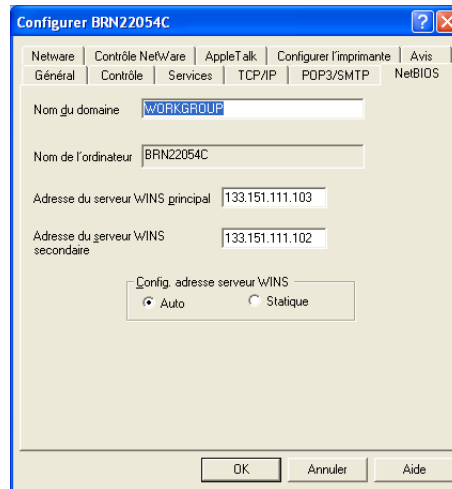 Configurer BRN22054C
Netware Contrôle NetWare AppleTalk Configurer l'imprimante Avis
Général Contrôle Services TCP/IP POP3/SMTP NetBIOS
Nom du domaine WORKGROUP
Nom de l'ordinateur BRN22054C
Adresse du serveur WINS principal 133.151.111.103
Adresse du serveur WINS secondaire 133.151.111.102
Config. adresse serveur WINS
Auto Statique
OK Annuler Aide